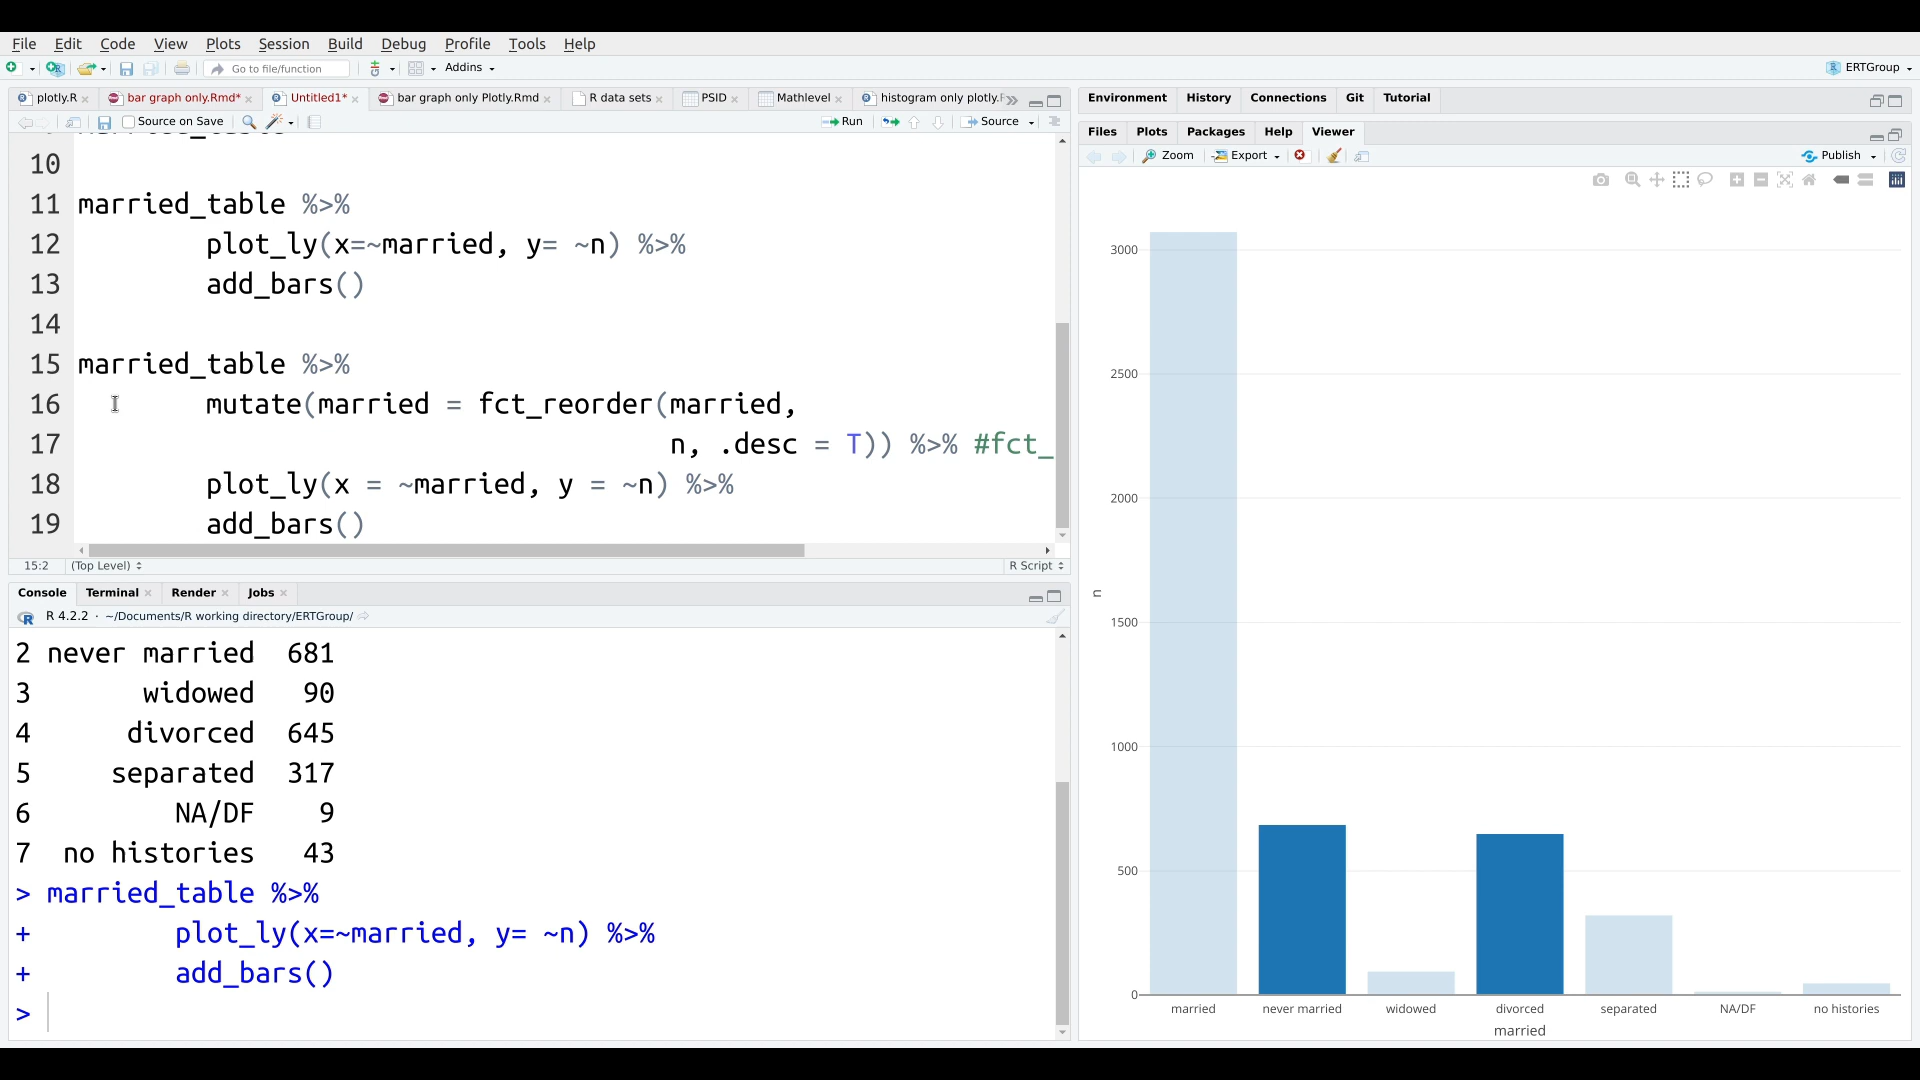 File Edit Code View Plots Session Build Debug Profile Tools Help
Go to file/function Addins ERTGroup
plotly.R bar graph only.Rmd* Untitled1* bar graph only Plotly.Rmd R data sets PSID Mathlevel histogram only plotly.
Source on Save Run Source
10
11 married_table %>%
12 plot_ly(x=~married, y= ~n) %>%
13 add_bars()
14
15 married_table %>%
16 mutate(married = fct_reorder(married,
17 n, .desc = T)) %>% #fct_
18 plot_ly(x = ~married, y = ~n) %>%
19 add_bars()
15:2 (Top Level) R Script
Console Terminal Render Jobs
R 4.2.2 · ~/Documents/R working directory/ERTGroup/
2 never married 681
3 widowed 90
4 divorced 645
5 separated 317
6 NA/DF 9
7 no histories 43
> married_table %>%
+ plot_ly(x=~married, y= ~n) %>%
+ add_bars()
>
Environment History Connections Git Tutorial
Files Plots Packages Help Viewer
Zoom Export Publish
3000
2500
2000
1500
1000
500
0
n
married never married widowed divorced separated NA/DF no histories
married